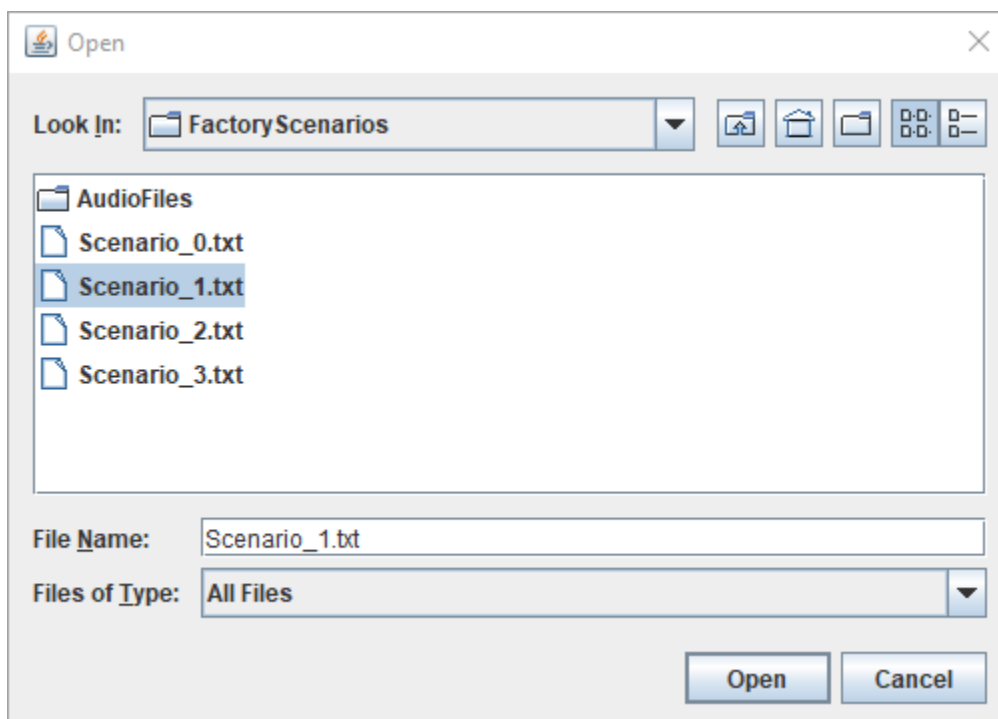 Open
Look In: FactoryScenarios
AudioFiles
Scenario_0.txt
Scenario_1.txt
Scenario_2.txt
Scenario_3.txt
File Name: Scenario_1.txt
Files of Type: All Files
Open Cancel